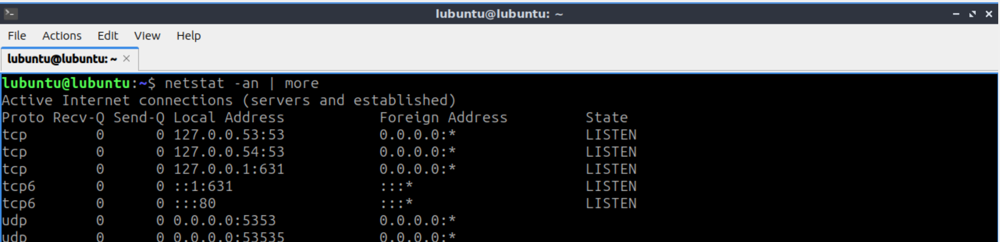 lubuntu@lubuntu: ~
File Actions Edit View Help
lubuntu@lubuntu: ~
lubuntu@lubuntu:~$ netstat -an | more
Active Internet connections (servers and established)
Proto Recv-Q Send-Q Local Address Foreign Address State
tcp 0 0 127.0.0.53:53 0.0.0.0:* LISTEN
tcp 0 0 127.0.0.54:53 0.0.0.0:* LISTEN
tcp 0 0 127.0.0.1:631 0.0.0.0:* LISTEN
tcp6 0 0 ::1:631 :::* LISTEN
tcp6 0 0 :::80 :::* LISTEN
udp 0 0 0.0.0.0:5353 0.0.0.0:*
udp 0 0 0.0.0.0:53535 0.0.0.0:*